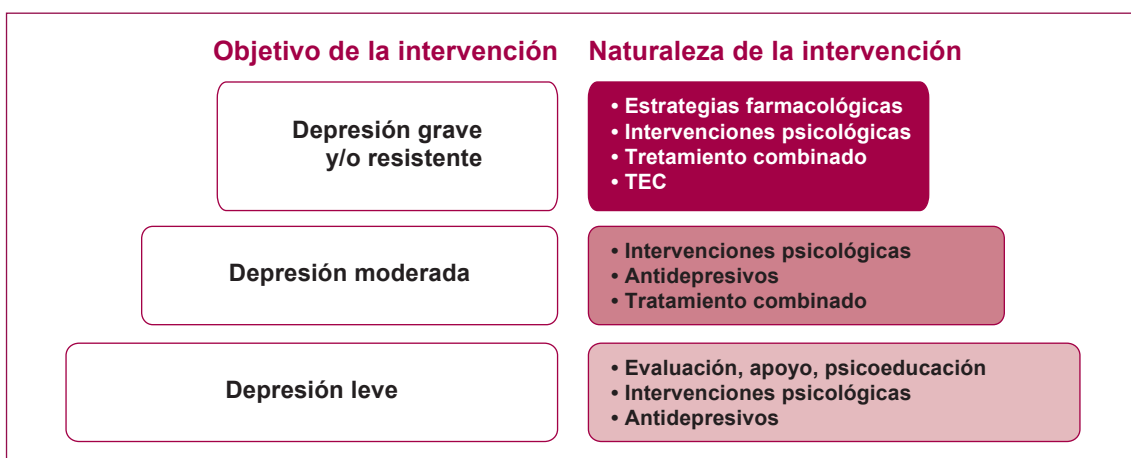 Objetivo de la intervención
Naturaleza de la intervención
Depresión grave
y/o resistente
• Estrategias farmacológicas
• Intervenciones psicológicas
• Tretamiento combinado
• TEC
Depresión moderada
• Intervenciones psicológicas
• Antidepresivos
• Tratamiento combinado
Depresión leve
• Evaluación, apoyo, psicoeducación
• Intervenciones psicológicas
• Antidepresivos